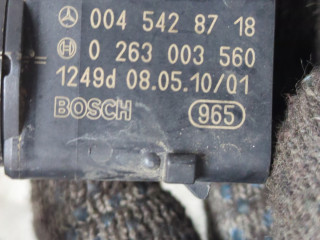 004 542 87 18
0 263 003 560
1249d 08.05.10/01
BOSCH 965